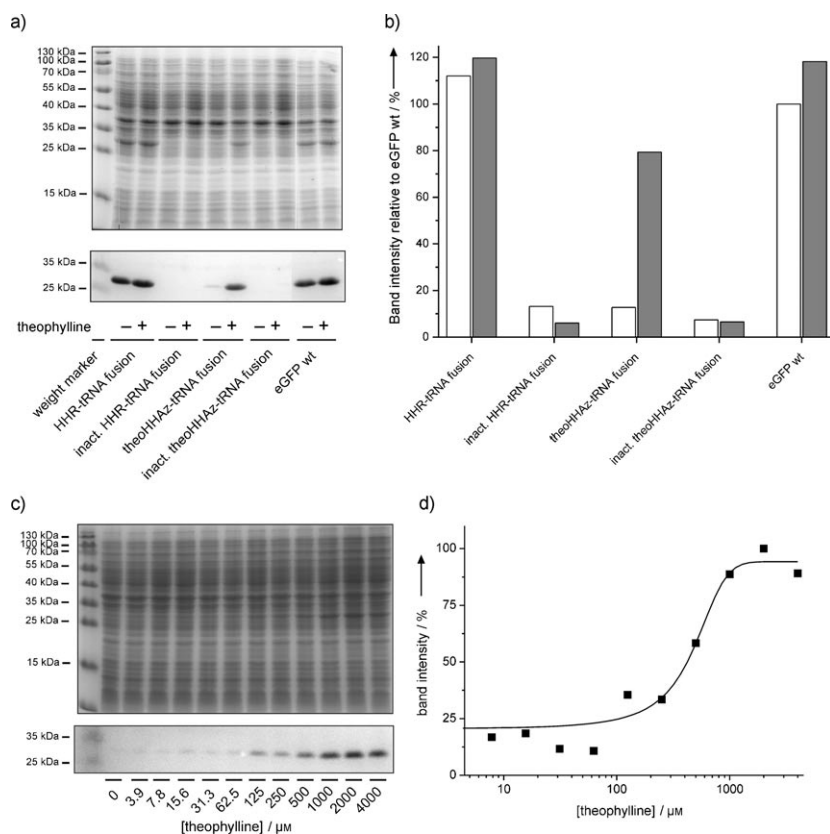 a)
130 kDa
100 kDa
70 kDa
55 kDa
40 kDa
35 kDa
25 kDa
15 kDa
35 kDa
25 kDa
theophylline – + – + – + – + – +
weight marker
HHR-tRNA fusion
inact. HHR-tRNA fusion
theoHHAz-tRNA fusion
inact. theoHHAz-tRNA fusion
eGFP wt
b)
Band intensity relative to eGFP wt / %
120
100
80
60
40
20
0
HHR-tRNA fusion
inact. HHR-tRNA fusion
theoHHAz-tRNA fusion
inact. theoHHAz-tRNA fusion
eGFP wt
c)
130 kDa
100 kDa
70 kDa
55 kDa
40 kDa
35 kDa
25 kDa
15 kDa
35 kDa
25 kDa
0 3.9 7.8 15.6 31.3 62.5 125 250 500 1000 2000 4000
[theophylline] / μM
d)
band intensity / %
100
75
50
25
0
10 100 1000
[theophylline] / μM